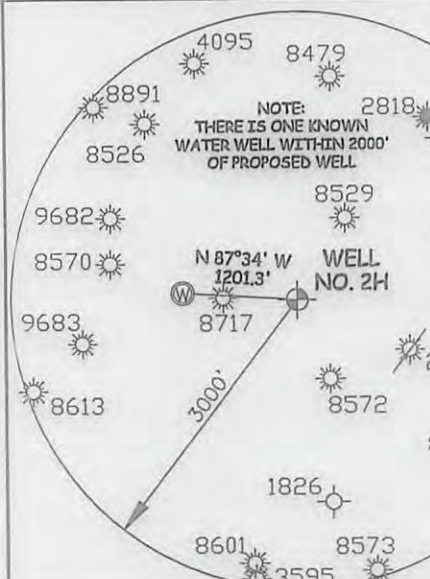 4095
8479
8891
2818
NOTE:
THERE IS ONE KNOWN
WATER WELL WITHIN 2000'
OF PROPOSED WELL
8526
8529
9682
8570
N 87°34' W
1201.3'
WELL
NO. 2H
W
8717
9683
8613
3000'
8572
1826
8601
8573
3595